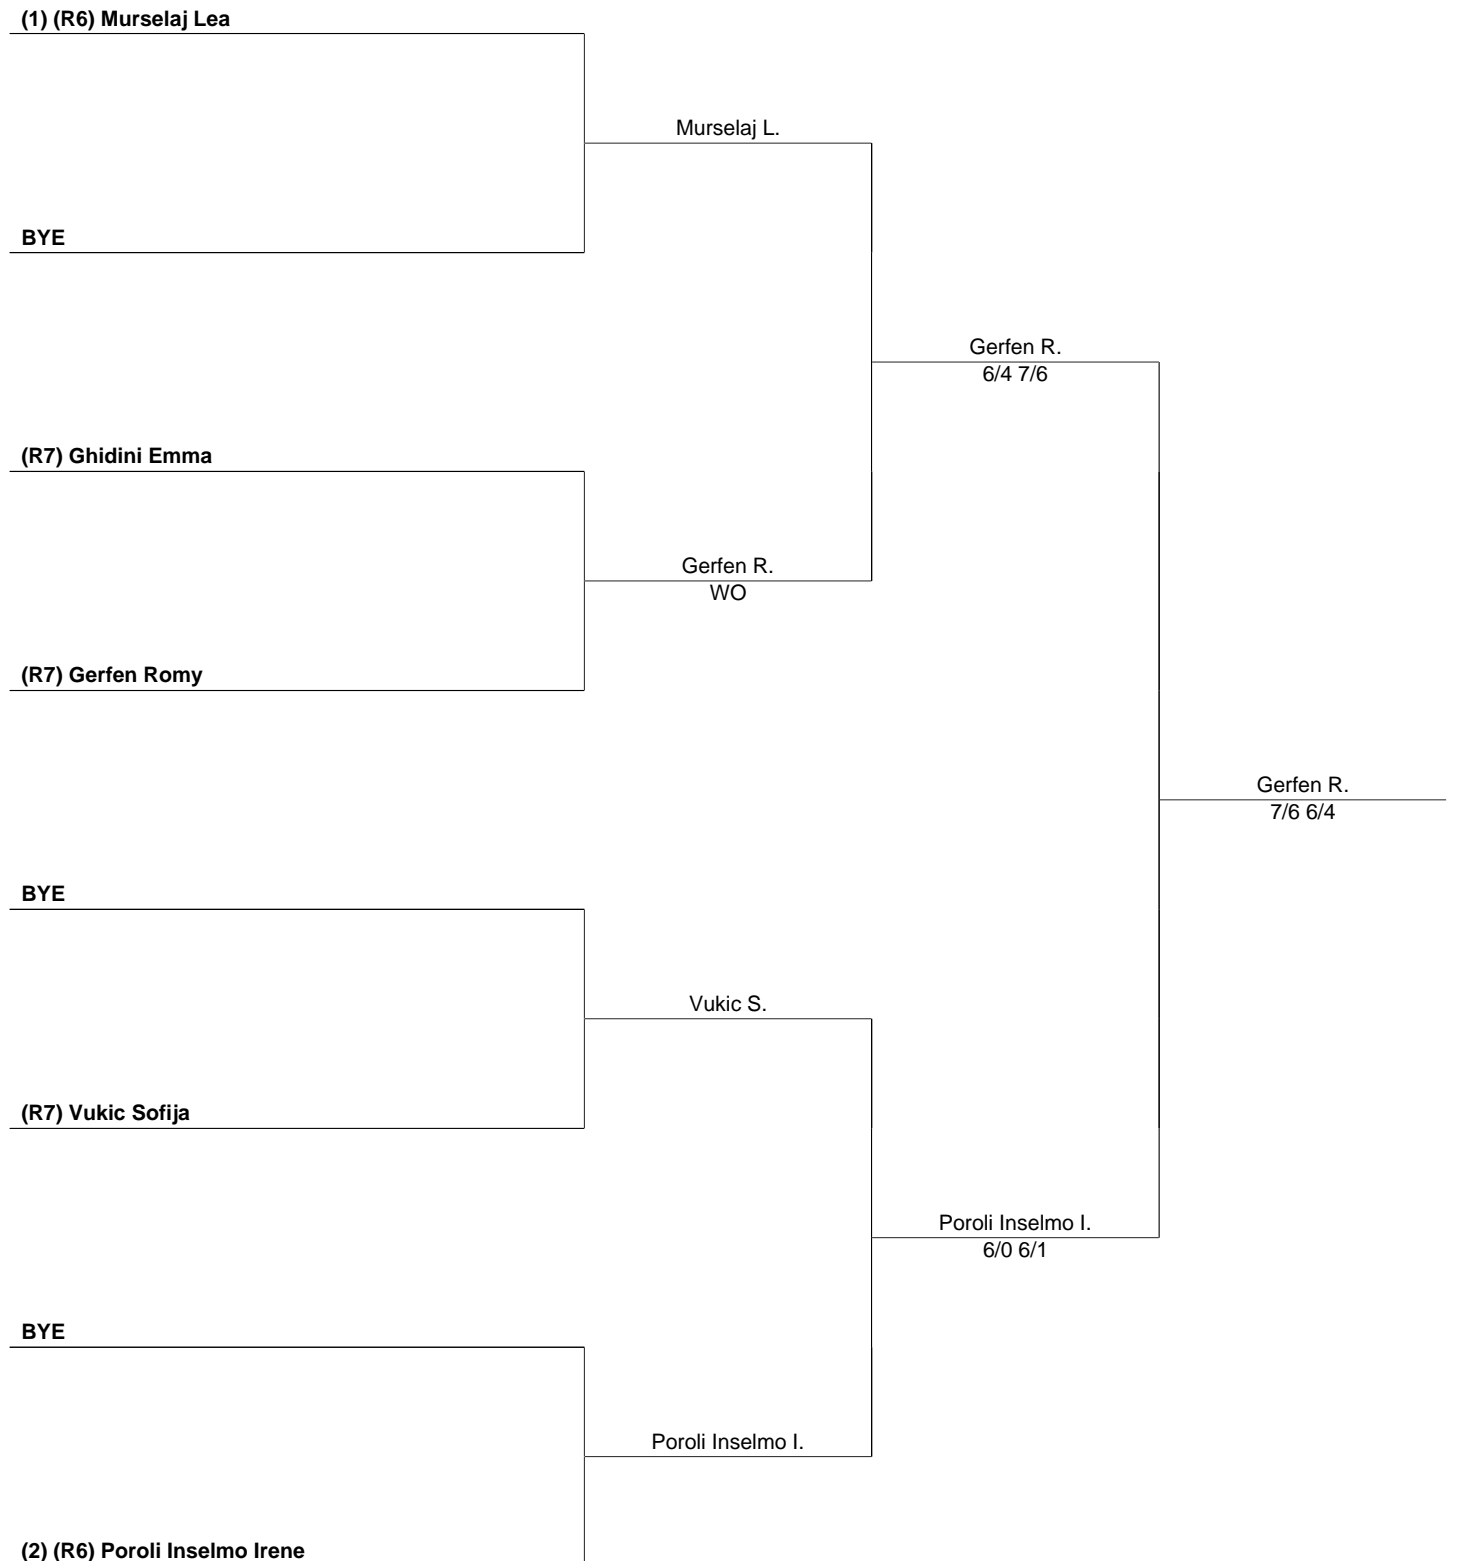 (1) (R6) Murselaj Lea
Murselaj L.
BYE
Gerfen R.
6/4 7/6
(R7) Ghidini Emma
Gerfen R.
WO
(R7) Gerfen Romy
Gerfen R.
7/6 6/4
BYE
Vukic S.
(R7) Vukic Sofija
Poroli Inselmo I.
6/0 6/1
BYE
Poroli Inselmo I.
(2) (R6) Poroli Inselmo Irene